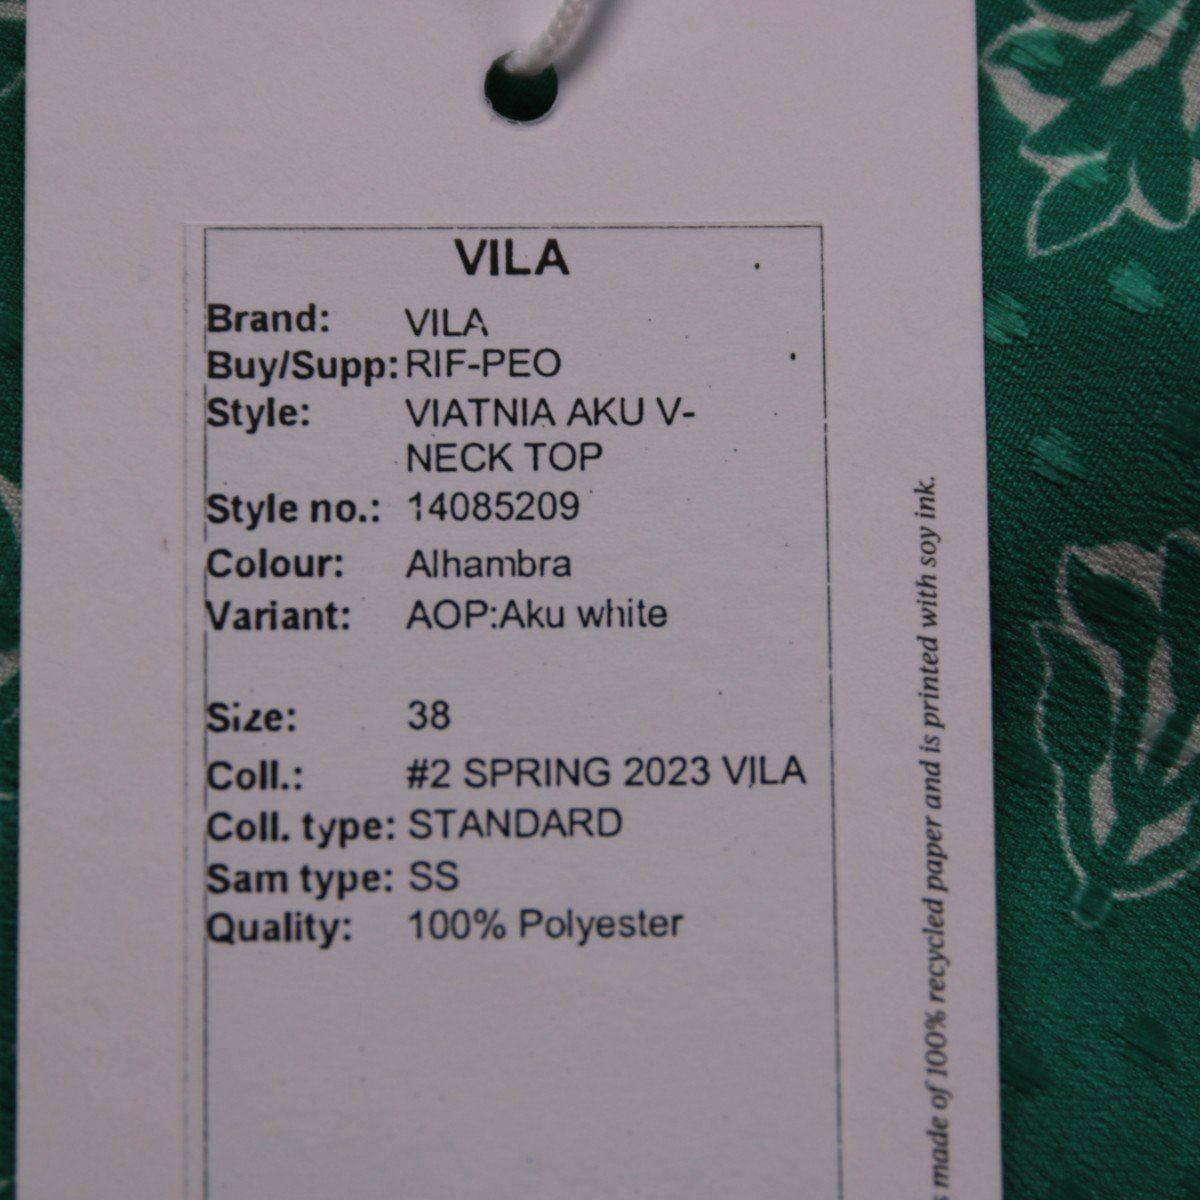 VILA
Brand: VILA
Buy/Supp: RIF-PEO
Style: VIATNIA AKU V-
NECK TOP
Style no.: 14085209
Colour: Alhambra
Variant: AOP:Aku white
Size: 38
Coll.: #2 SPRING 2023 VILA
Coll. type: STANDARD
Sam type: SS
Quality: 100% Polyester
made of 100% recycled paper and is printed with soy ink.